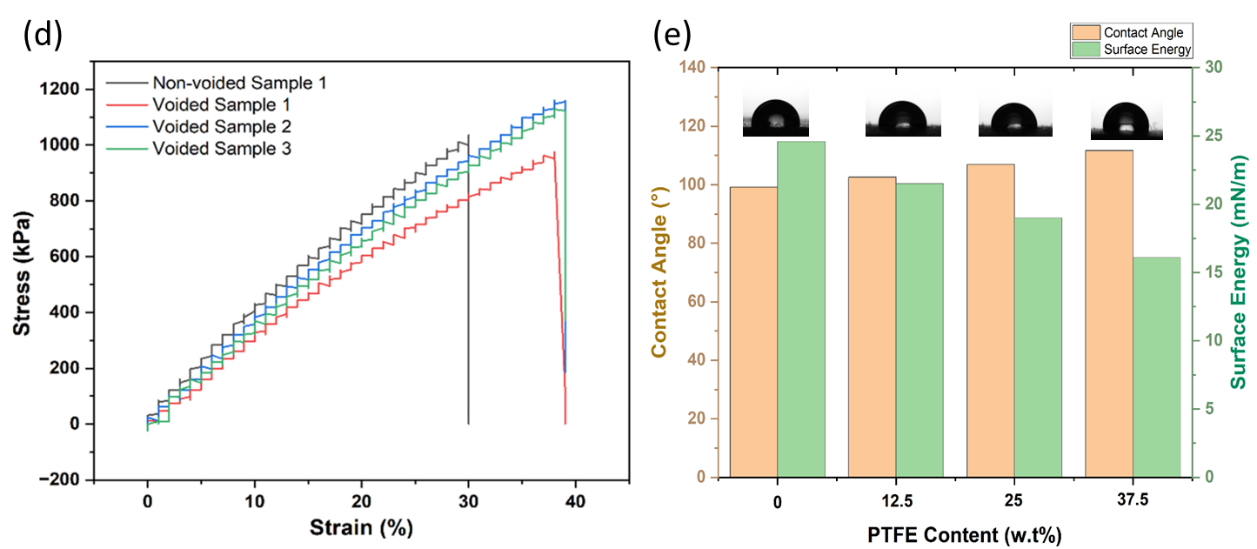 (d)
Non-voided Sample 1
Voided Sample 1
Voided Sample 2
Voided Sample 3
1200
1000
800
600
400
200
0
−200
Stress (kPa)
0 10 20 30 40
Strain (%)
(e)
Contact Angle
Surface Energy
140
120
100
80
60
40
20
0
Contact Angle (°)
30
25
20
15
10
5
0
Surface Energy (mN/m)
0 12.5 25 37.5
PTFE Content (w.t%)